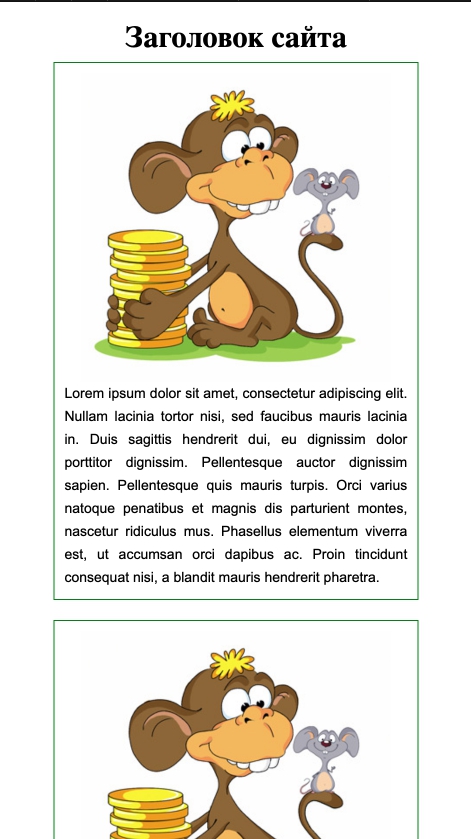 Заголовок сайта
Lorem ipsum dolor sit amet, consectetur adipiscing elit.
Nullam lacinia tortor nisi, sed faucibus mauris lacinia
in. Duis sagittis hendrerit dui, eu dignissim dolor
porttitor dignissim. Pellentesque auctor dignissim
sapien. Pellentesque quis mauris turpis. Orci varius
natoque penatibus et magnis dis parturient montes,
nascetur ridiculus mus. Phasellus elementum viverra
est, ut accumsan orci dapibus ac. Proin tincidunt
consequat nisi, a blandit mauris hendrerit pharetra.